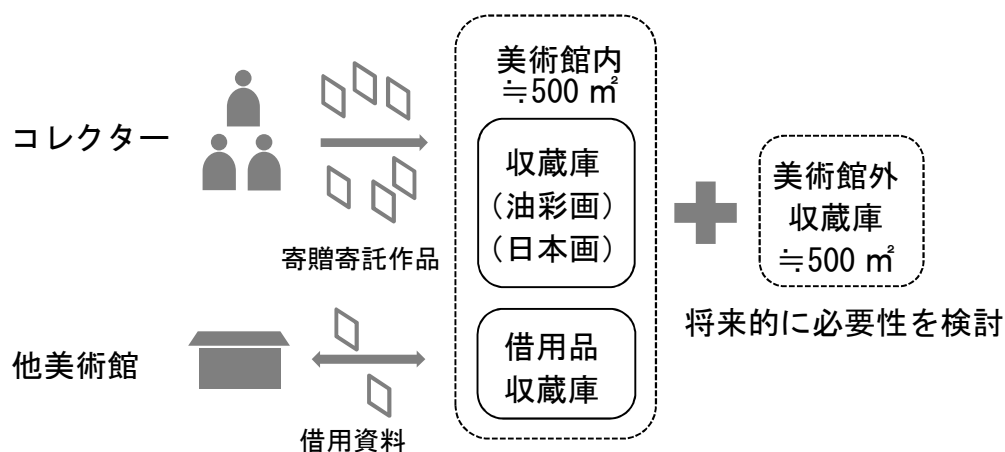 コレクター
寄贈寄託作品
他美術館
借用資料
美術館内
≒500 ㎡
収蔵庫
（油彩画）
（日本画）
借用品
収蔵庫
美術館外
収蔵庫
≒500 ㎡
将来的に必要性を検討